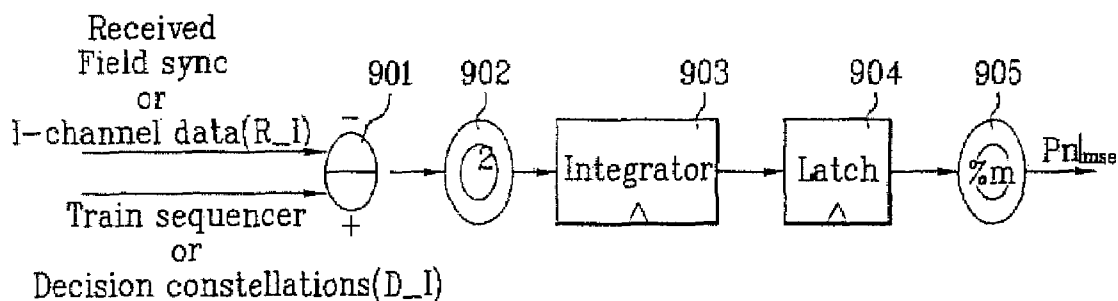 Received
Field sync
or
I-channel data(R_I)
901
902
903
904
905
−
2
Integrator
Latch
%m
Pn|mse
+
Train sequencer
or
Decision constellations(D_I)